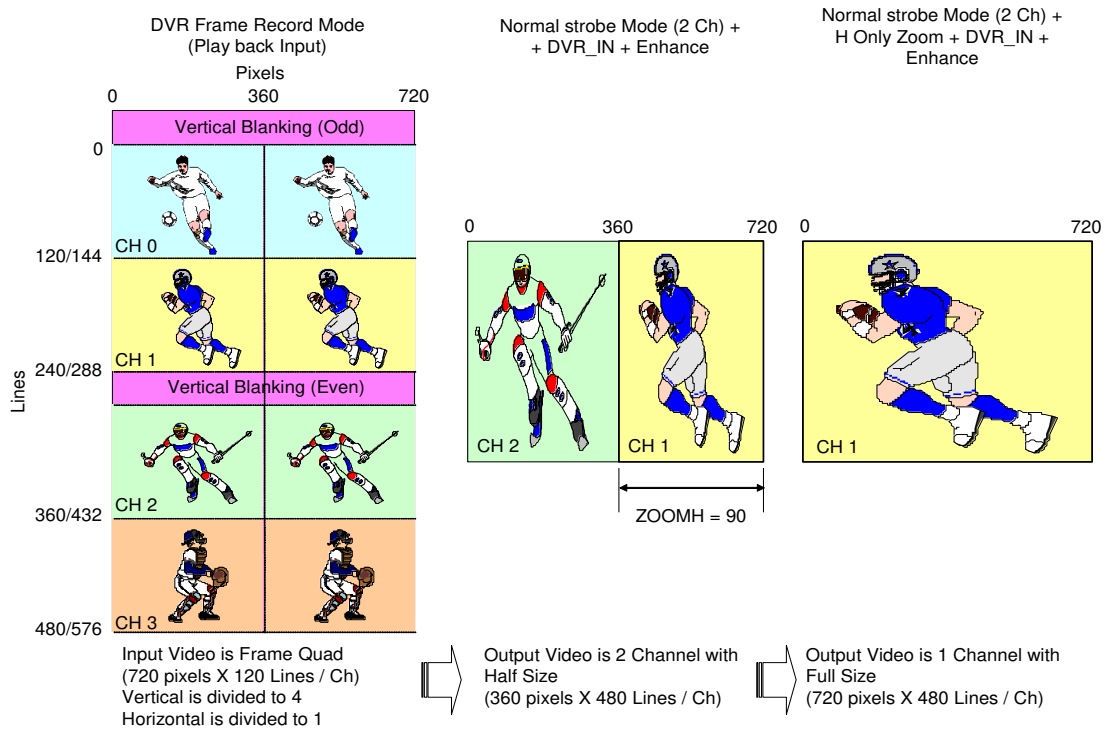 DVR Frame Record Mode
(Play back Input)
Pixels
0 360 720
Vertical Blanking (Odd)
0
CH 0
120/144
CH 1
240/288
Vertical Blanking (Even)
Lines
CH 2
360/432
CH 3
480/576
Input Video is Frame Quad
(720 pixels X 120 Lines / Ch)
Vertical is divided to 4
Horizontal is divided to 1
Normal strobe Mode (2 Ch) +
+ DVR_IN + Enhance
0 360 720
CH 2
CH 1
ZOOMH = 90
Output Video is 2 Channel with
Half Size
(360 pixels X 480 Lines / Ch)
Normal strobe Mode (2 Ch) +
H Only Zoom + DVR_IN +
Enhance
0 720
CH 1
Output Video is 1 Channel with
Full Size
(720 pixels X 480 Lines / Ch)